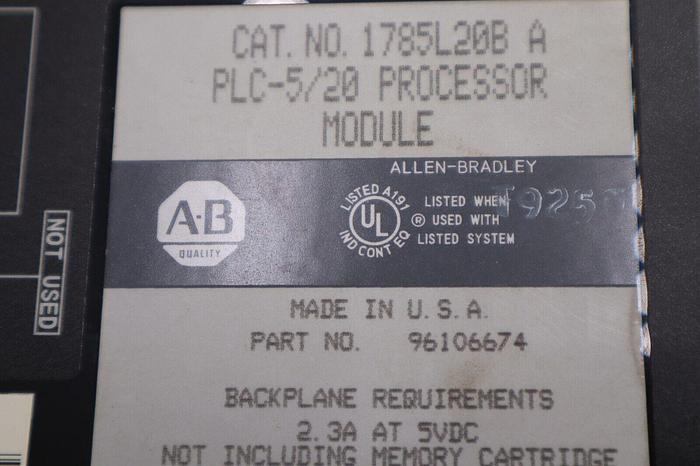 CAT. NO. 1785L20B A
PLC-5/20 PROCESSOR
MODULE
ALLEN-BRADLEY
A-B
QUALITY
LISTED A191
UL
IND CONT EQ
®
LISTED WHEN
USED WITH
LISTED SYSTEM
NOT USED
MADE IN U.S.A.
PART NO. 96106674
BACKPLANE REQUIREMENTS
2.3A AT 5VDC
NOT INCLUDING MEMORY CARTRIDGE